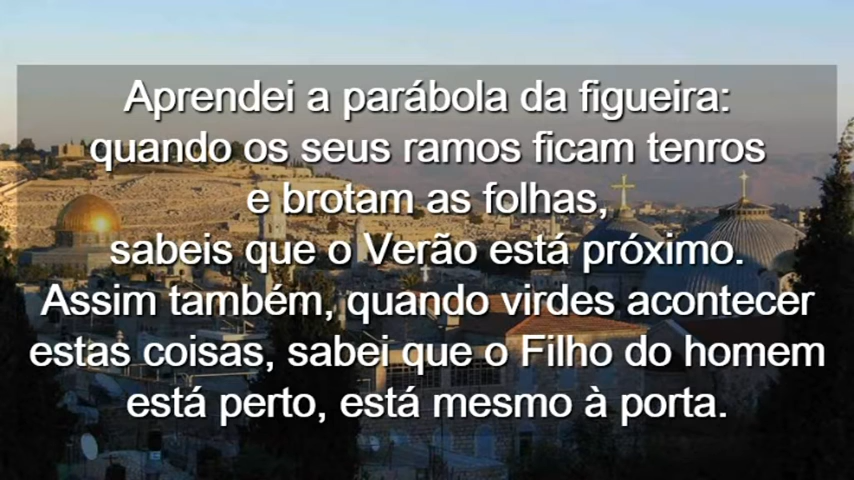 Aprendei a parábola da figueira:
quando os seus ramos ficam tenros
e brotam as folhas,
sabeis que o Verão está próximo.
Assim também, quando virdes acontecer
estas coisas, sabei que o Filho do homem
está perto, está mesmo à porta.